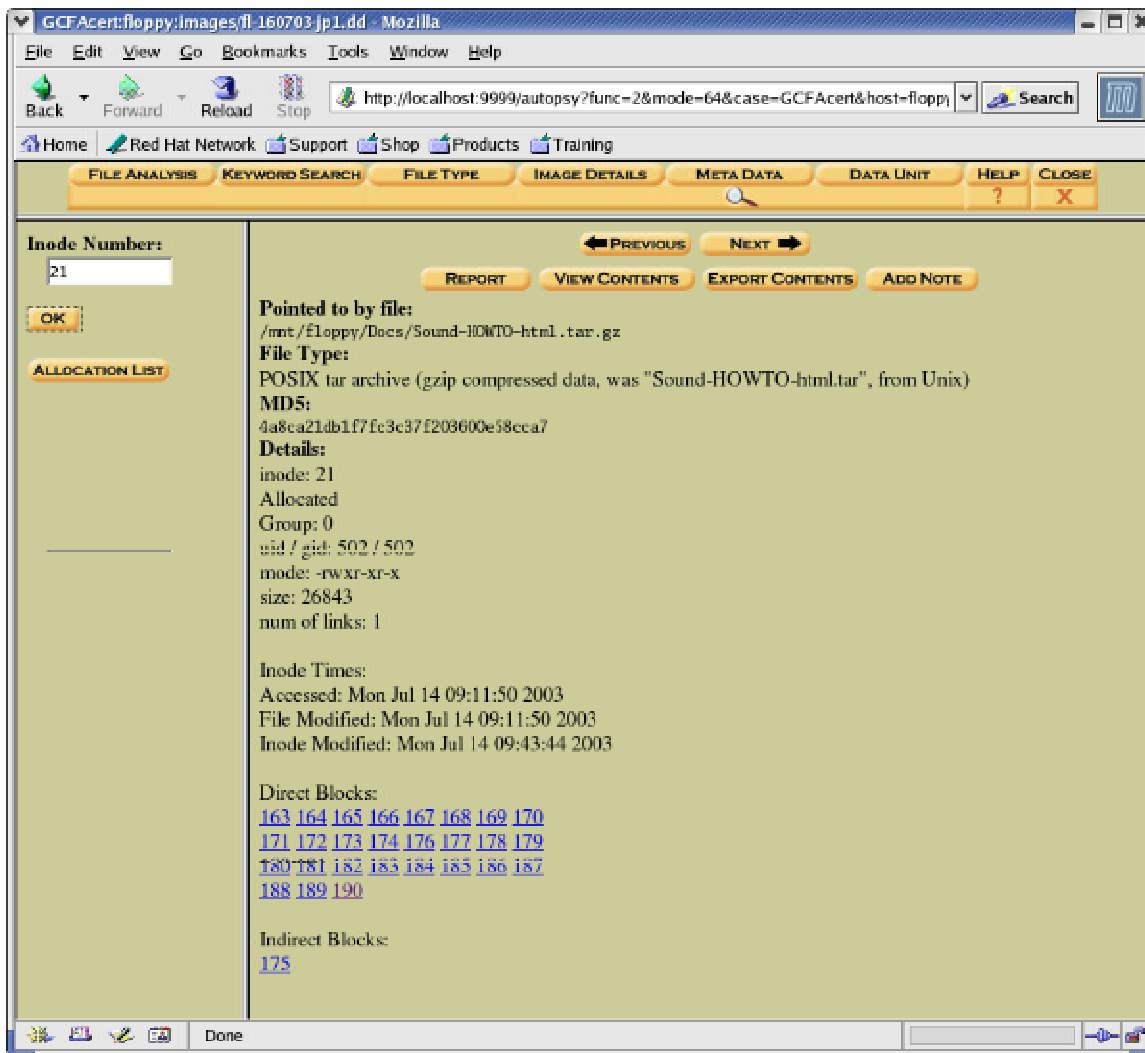 GCFAcert:floppy:images/fl-160703-jp1.dd - Mozilla
File Edit View Go Bookmarks Tools Window Help
Back Forward Reload Stop http://localhost:9999/autopsy?func=2&mode=64&case=GCFAcert&host=floppy Search
Home Red Hat Network Support Shop Products Training
FILE ANALYSIS KEYWORD SEARCH FILE TYPE IMAGE DETAILS META DATA DATA UNIT HELP CLOSE
? X
Inode Number:
21
OK
ALLOCATION LIST
PREVIOUS NEXT
REPORT VIEW CONTENTS EXPORT CONTENTS ADD NOTE
Pointed to by file:
/mnt/floppy/Docs/Sound-HOWTO-html.tar.gz
File Type:
POSIX tar archive (gzip compressed data, was "Sound-HOWTO-html.tar", from Unix)
MD5:
4a8ca21db1f7fc3c37f203600e58cca7
Details:
inode: 21
Allocated
Group: 0
uid / gid: 502 / 502
mode: -rwxr-xr-x
size: 26843
num of links: 1
Inode Times:
Accessed: Mon Jul 14 09:11:50 2003
File Modified: Mon Jul 14 09:11:50 2003
Inode Modified: Mon Jul 14 09:43:44 2003
Direct Blocks:
163 164 165 166 167 168 169 170
171 172 173 174 176 177 178 179
180 181 182 183 184 185 186 187
188 189 190
Indirect Blocks:
175
Done